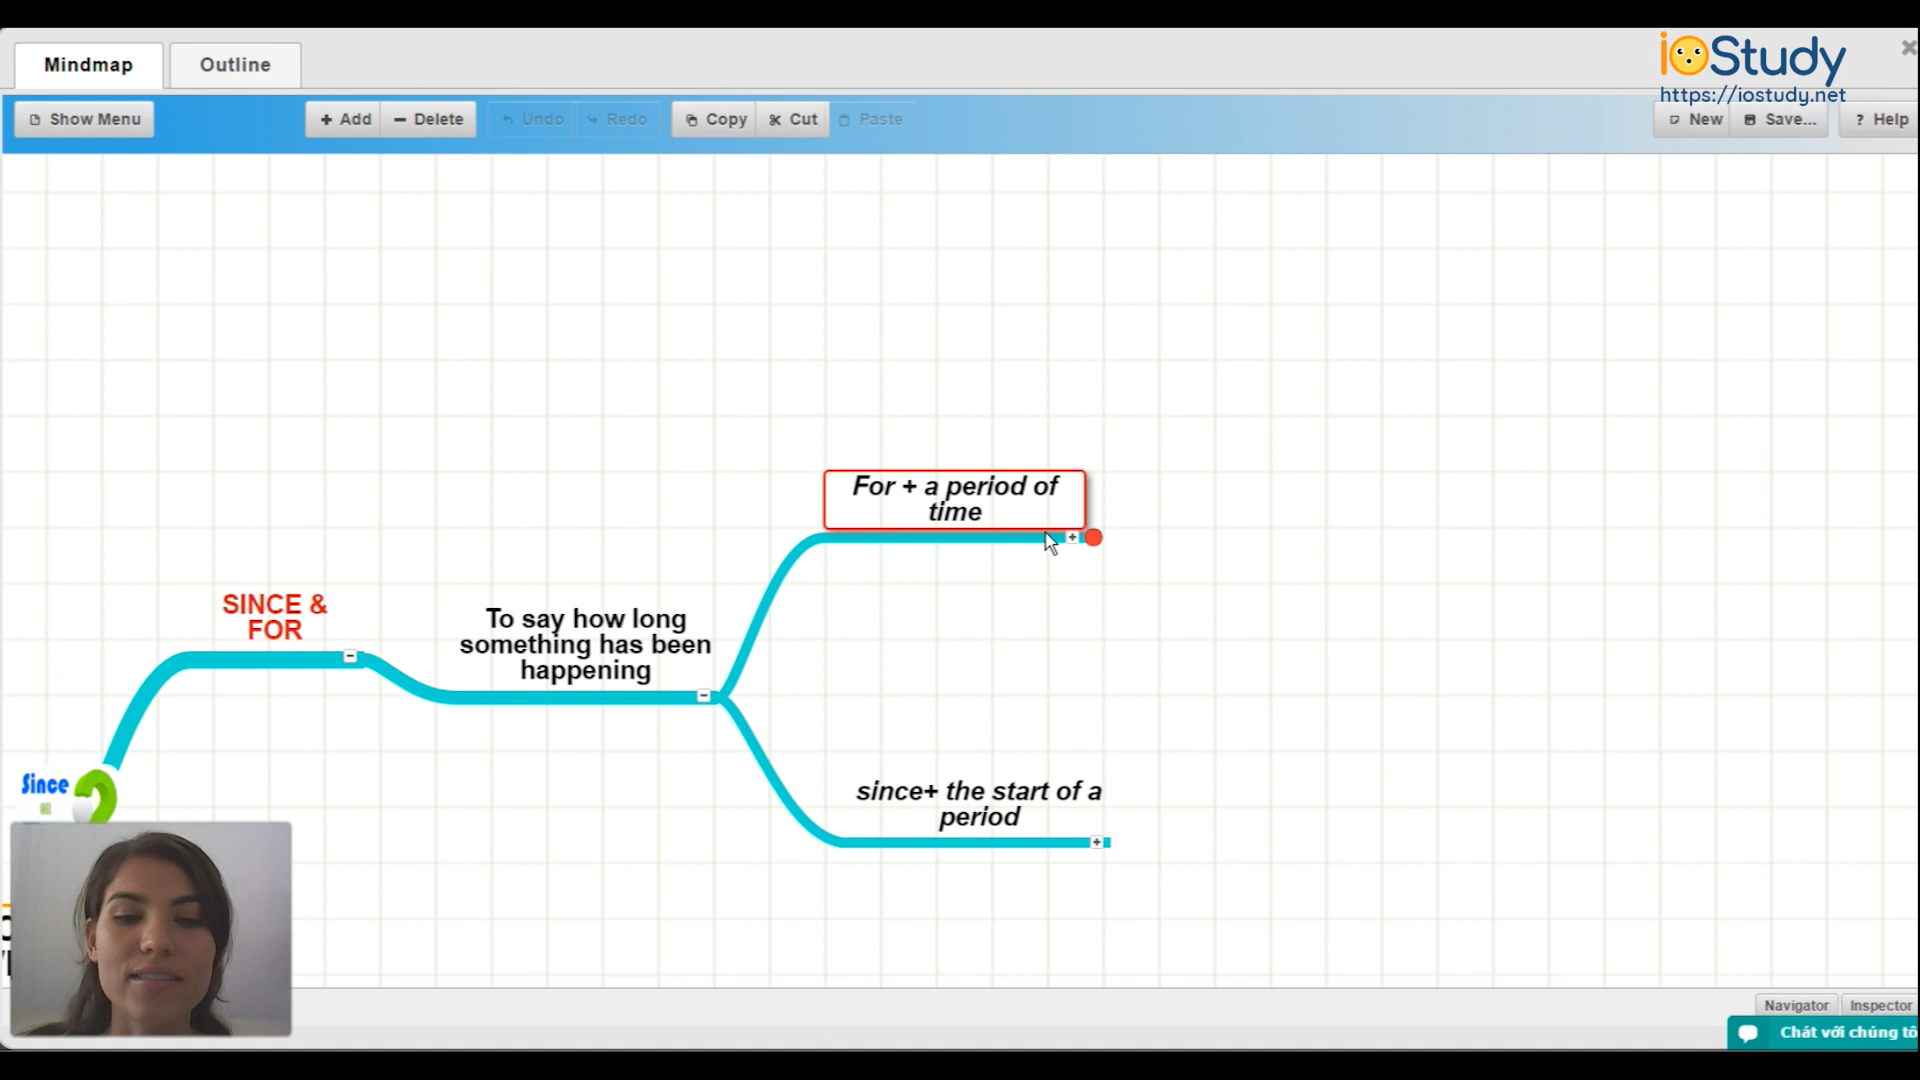 Mindmap
Outline
ioStudy
https://iostudy.net
Show Menu
Add
Delete
Undo
Redo
Copy
Cut
Paste
New
Save...
? Help
For + a period of
time
SINCE &
FOR
To say how long
something has been
happening
since+ the start of a
period
Since
OR
Navigator
Inspector
Chát với chúng tô